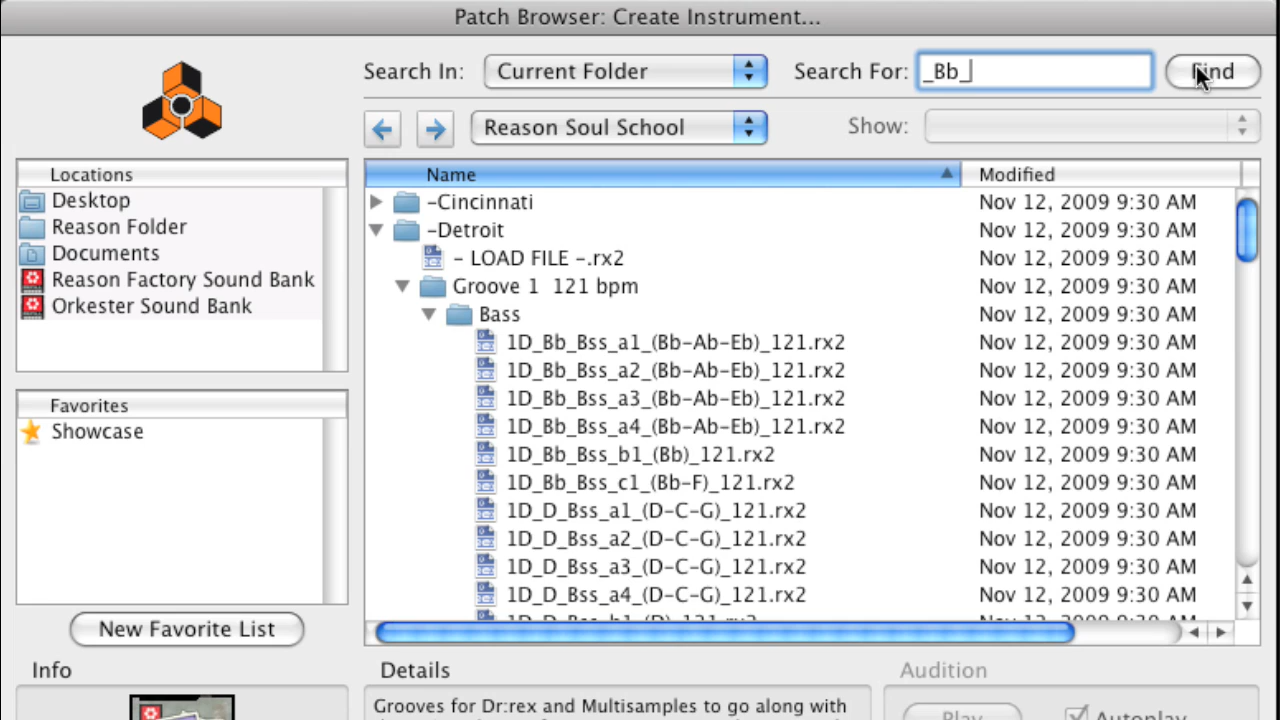 Patch Browser: Create Instrument...
Search In: Current Folder Search For: _Bb_ Find
Reason Soul School Show:
Locations
Desktop
Reason Folder
Documents
Reason Factory Sound Bank
Orkester Sound Bank
Favorites
Showcase
New Favorite List
Name Modified
-Cincinnati Nov 12, 2009 9:30 AM
-Detroit Nov 12, 2009 9:30 AM
- LOAD FILE -.rx2 Nov 12, 2009 9:30 AM
Groove 1 121 bpm Nov 12, 2009 9:30 AM
Bass Nov 12, 2009 9:30 AM
1D_Bb_Bss_a1_(Bb-Ab-Eb)_121.rx2 Nov 12, 2009 9:30 AM
1D_Bb_Bss_a2_(Bb-Ab-Eb)_121.rx2 Nov 12, 2009 9:30 AM
1D_Bb_Bss_a3_(Bb-Ab-Eb)_121.rx2 Nov 12, 2009 9:30 AM
1D_Bb_Bss_a4_(Bb-Ab-Eb)_121.rx2 Nov 12, 2009 9:30 AM
1D_Bb_Bss_b1_(Bb)_121.rx2 Nov 12, 2009 9:30 AM
1D_Bb_Bss_c1_(Bb-F)_121.rx2 Nov 12, 2009 9:30 AM
1D_D_Bss_a1_(D-C-G)_121.rx2 Nov 12, 2009 9:30 AM
1D_D_Bss_a2_(D-C-G)_121.rx2 Nov 12, 2009 9:30 AM
1D_D_Bss_a3_(D-C-G)_121.rx2 Nov 12, 2009 9:30 AM
1D_D_Bss_a4_(D-C-G)_121.rx2 Nov 12, 2009 9:30 AM
Info
Details
Grooves for Dr:rex and Multisamples to go along with
Audition
Play Autoplay